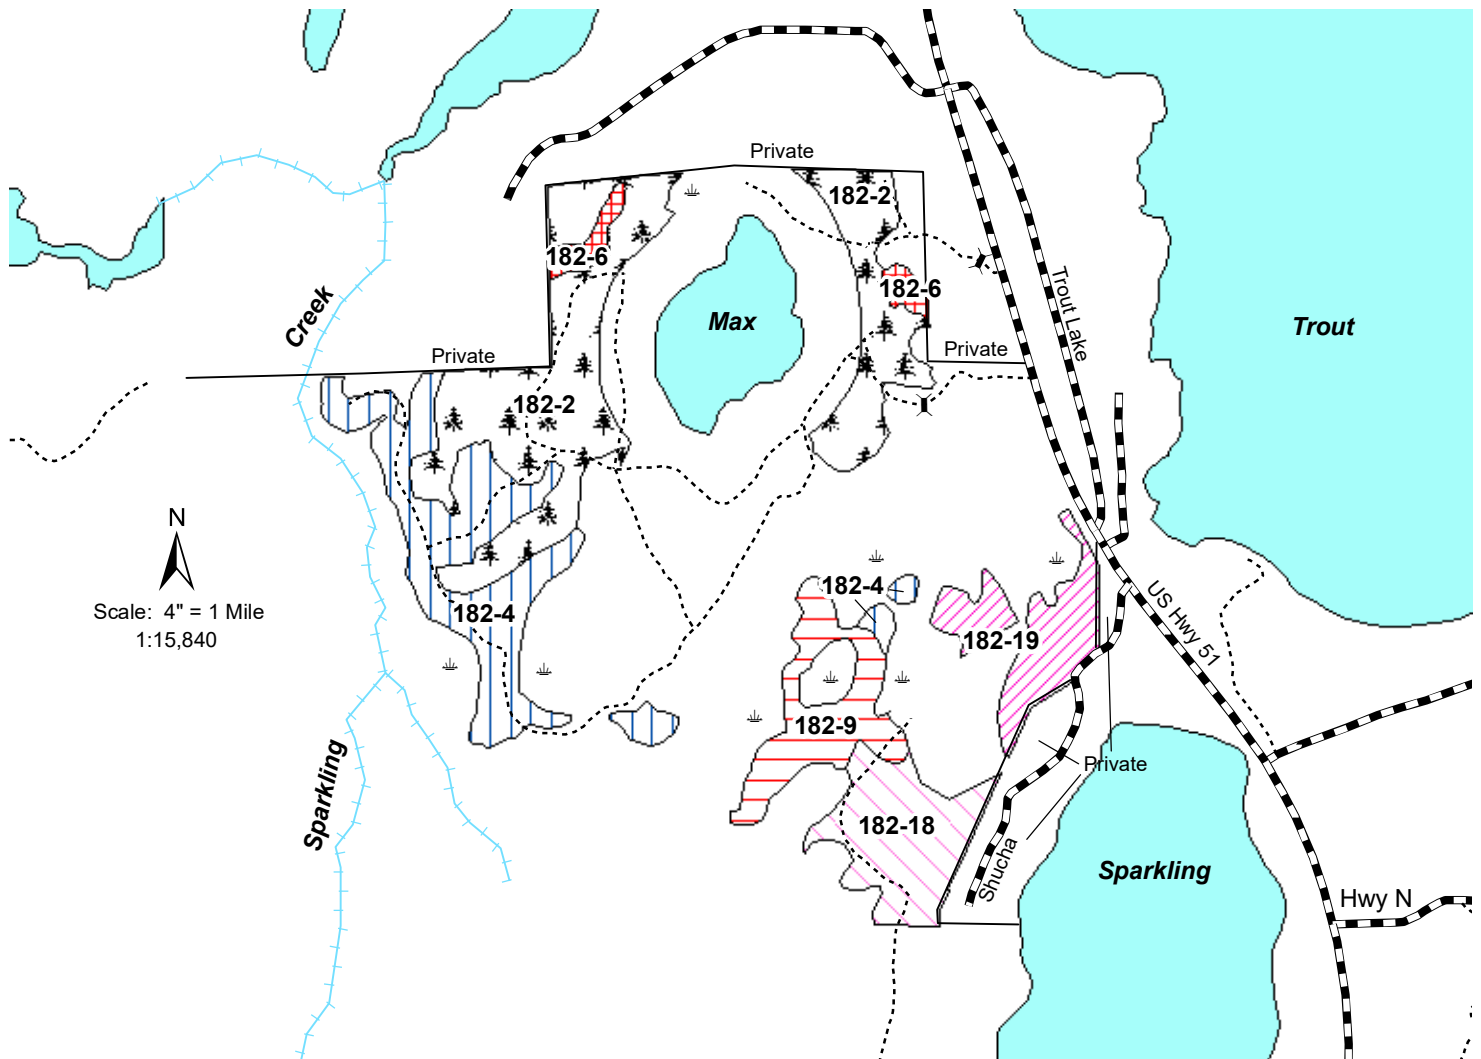 Private
182-2
182-6
182-6
Creek
Max
Trout Lake
Trout
Private
Private
182-2
N
Scale: 4" = 1 Mile
1:15,840
182-4
182-4
182-19
US Hwy 51
182-9
Private
Sparkling
182-18
Shucha
Sparkling
Hwy N